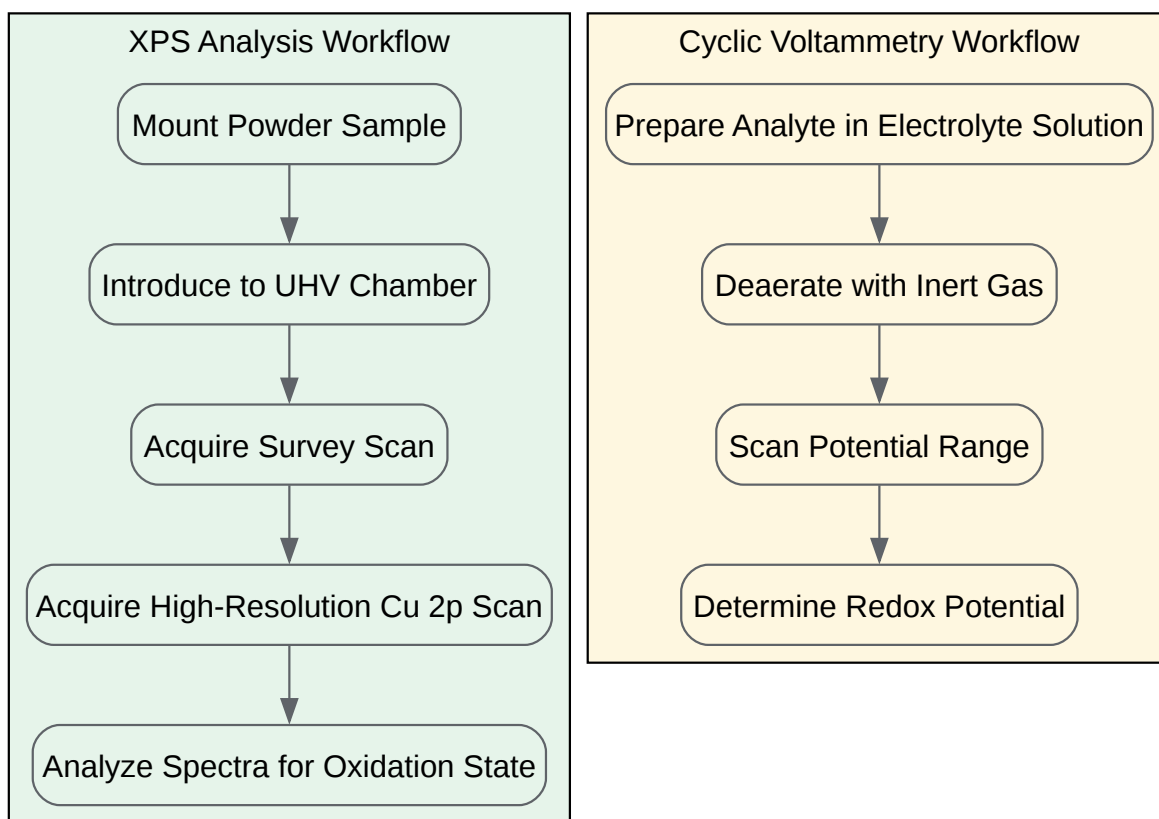 XPS Analysis Workflow
Mount Powder Sample
Introduce to UHV Chamber
Acquire Survey Scan
Acquire High-Resolution Cu 2p Scan
Analyze Spectra for Oxidation State
Cyclic Voltammetry Workflow
Prepare Analyte in Electrolyte Solution
Deaerate with Inert Gas
Scan Potential Range
Determine Redox Potential